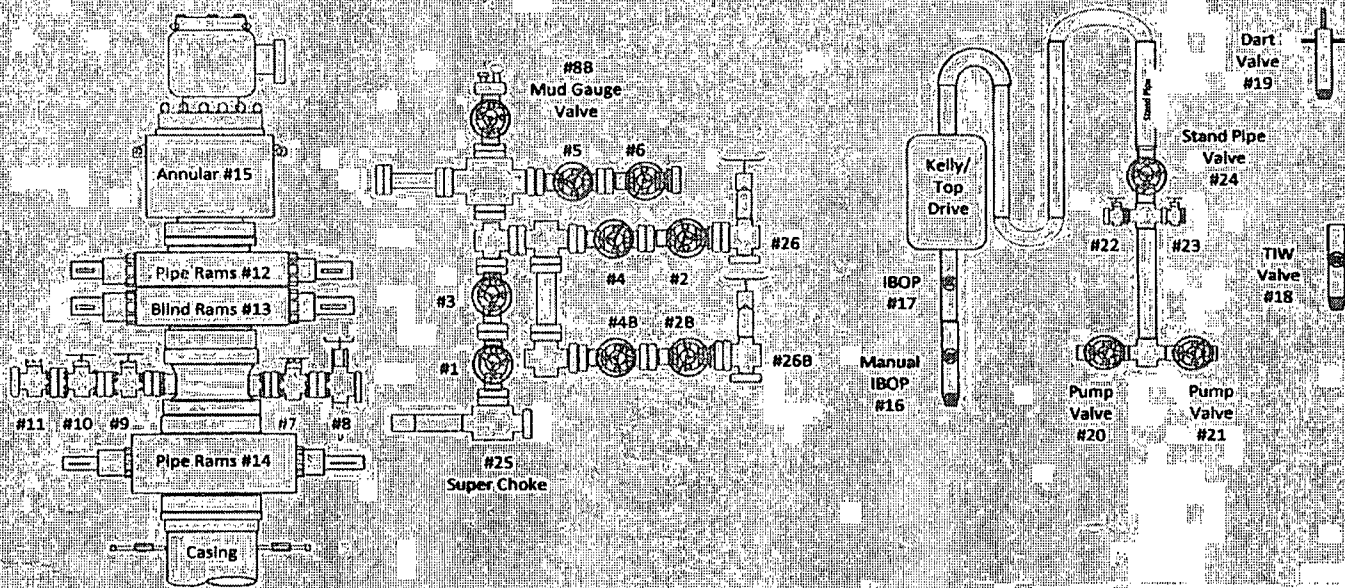 Annular #15
Pipe Rams #12
Blind Rams #13
#11
#10
#9
#7
#8
Pipe Rams #14
Casing
#8B
Mud Gauge
Valve
#5
#6
#26
#4
#2
#3
#4B
#2B
#26B
#1
#25
Super Choke
Kelly/
Top
Drive
IBOP
#17
Manual
IBOP
#16
Stand Pipe
Stand Pipe
Valve
#24
#22
#23
Pump
Valve
#20
Pump
Valve
#21
Dart
Valve
#19
TIW
Valve
#18